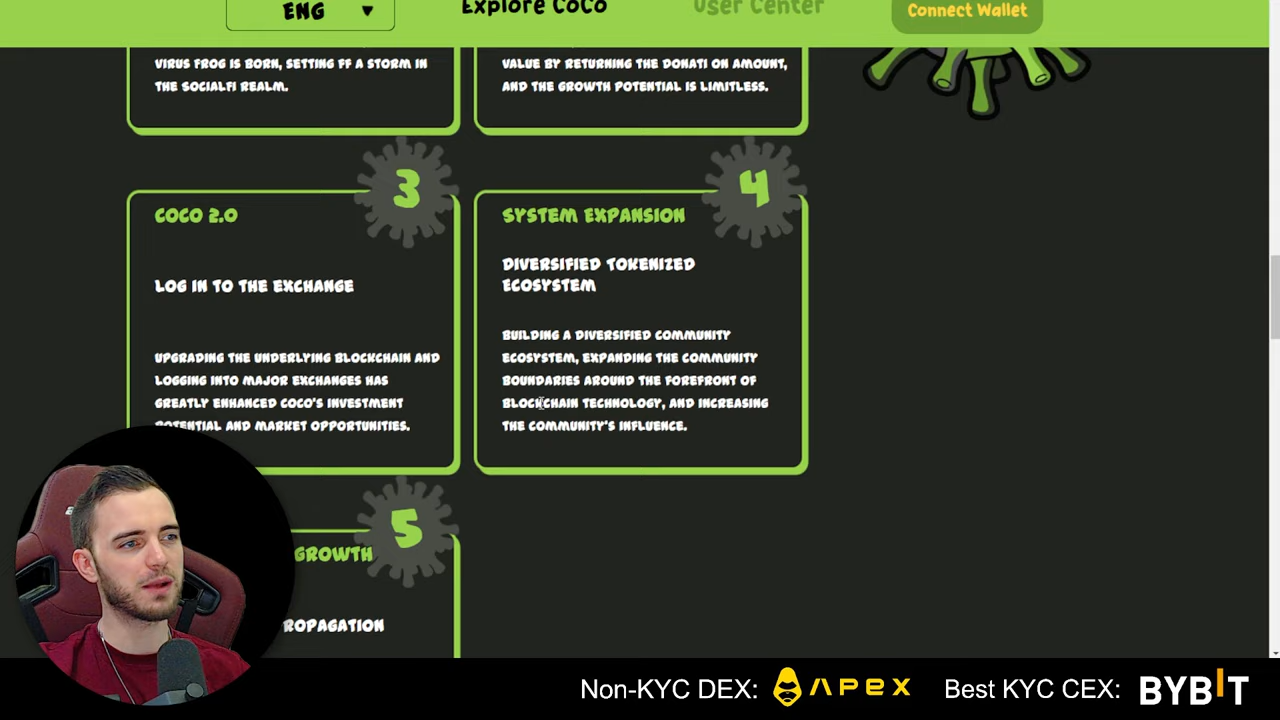 ENG ▼
Explore CoCo
User Center
Connect Wallet
VIRUS FROG IS BORN, SETTING FF A STORM IN
THE SOCIALFI REALM.
VALUE BY RETURNING THE DONATI ON AMOUNT,
AND THE GROWTH POTENTIAL IS LIMITLESS.
3
COCO 2.0
LOG IN TO THE EXCHANGE
UPGRADING THE UNDERLYING BLOCKCHAIN AND
LOGGING INTO MAJOR EXCHANGES HAS
GREATLY ENHANCED COCO'S INVESTMENT
POTENTIAL AND MARKET OPPORTUNITIES.
4
SYSTEM EXPANSION
DIVERSIFIED TOKENIZED
ECOSYSTEM
BUILDING A DIVERSIFIED COMMUNITY
ECOSYSTEM, EXPANDING THE COMMUNITY
BOUNDARIES AROUND THE FOREFRONT OF
BLOCKCHAIN TECHNOLOGY, AND INCREASING
THE COMMUNITY'S INFLUENCE.
5
GROWTH
ROPAGATION
Non-KYC DEX: APEX Best KYC CEX: BYBIT